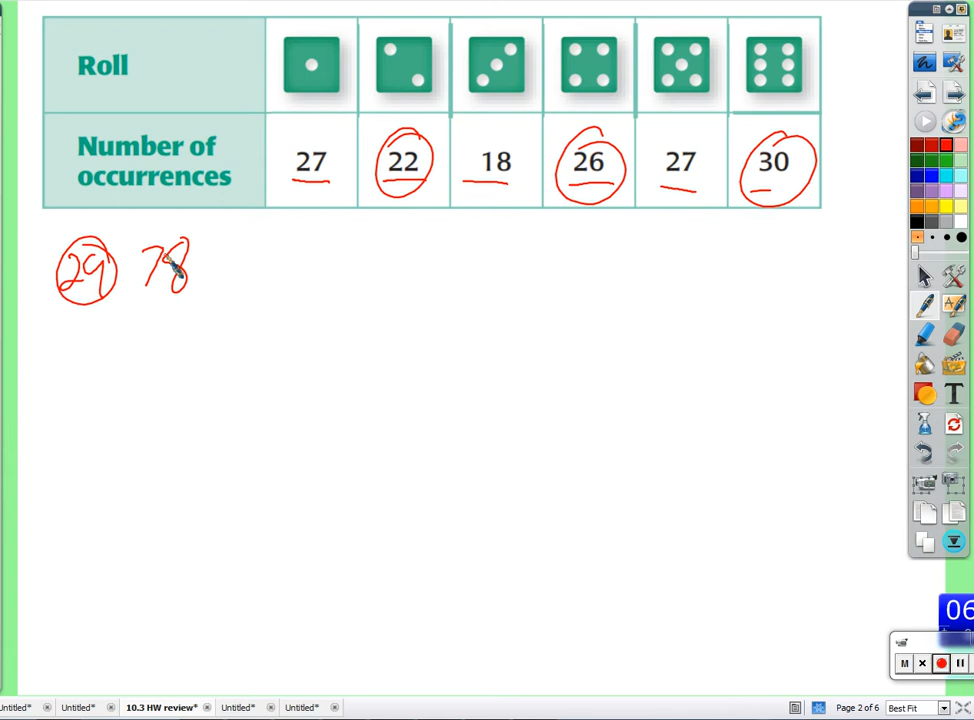 Roll
Number of occurrences 27 22 18 26 27 30
29 78
06
M
Untitled* Untitled* 10.3 HW review* Untitled* Untitled* Page 2 of 6 Best Fit